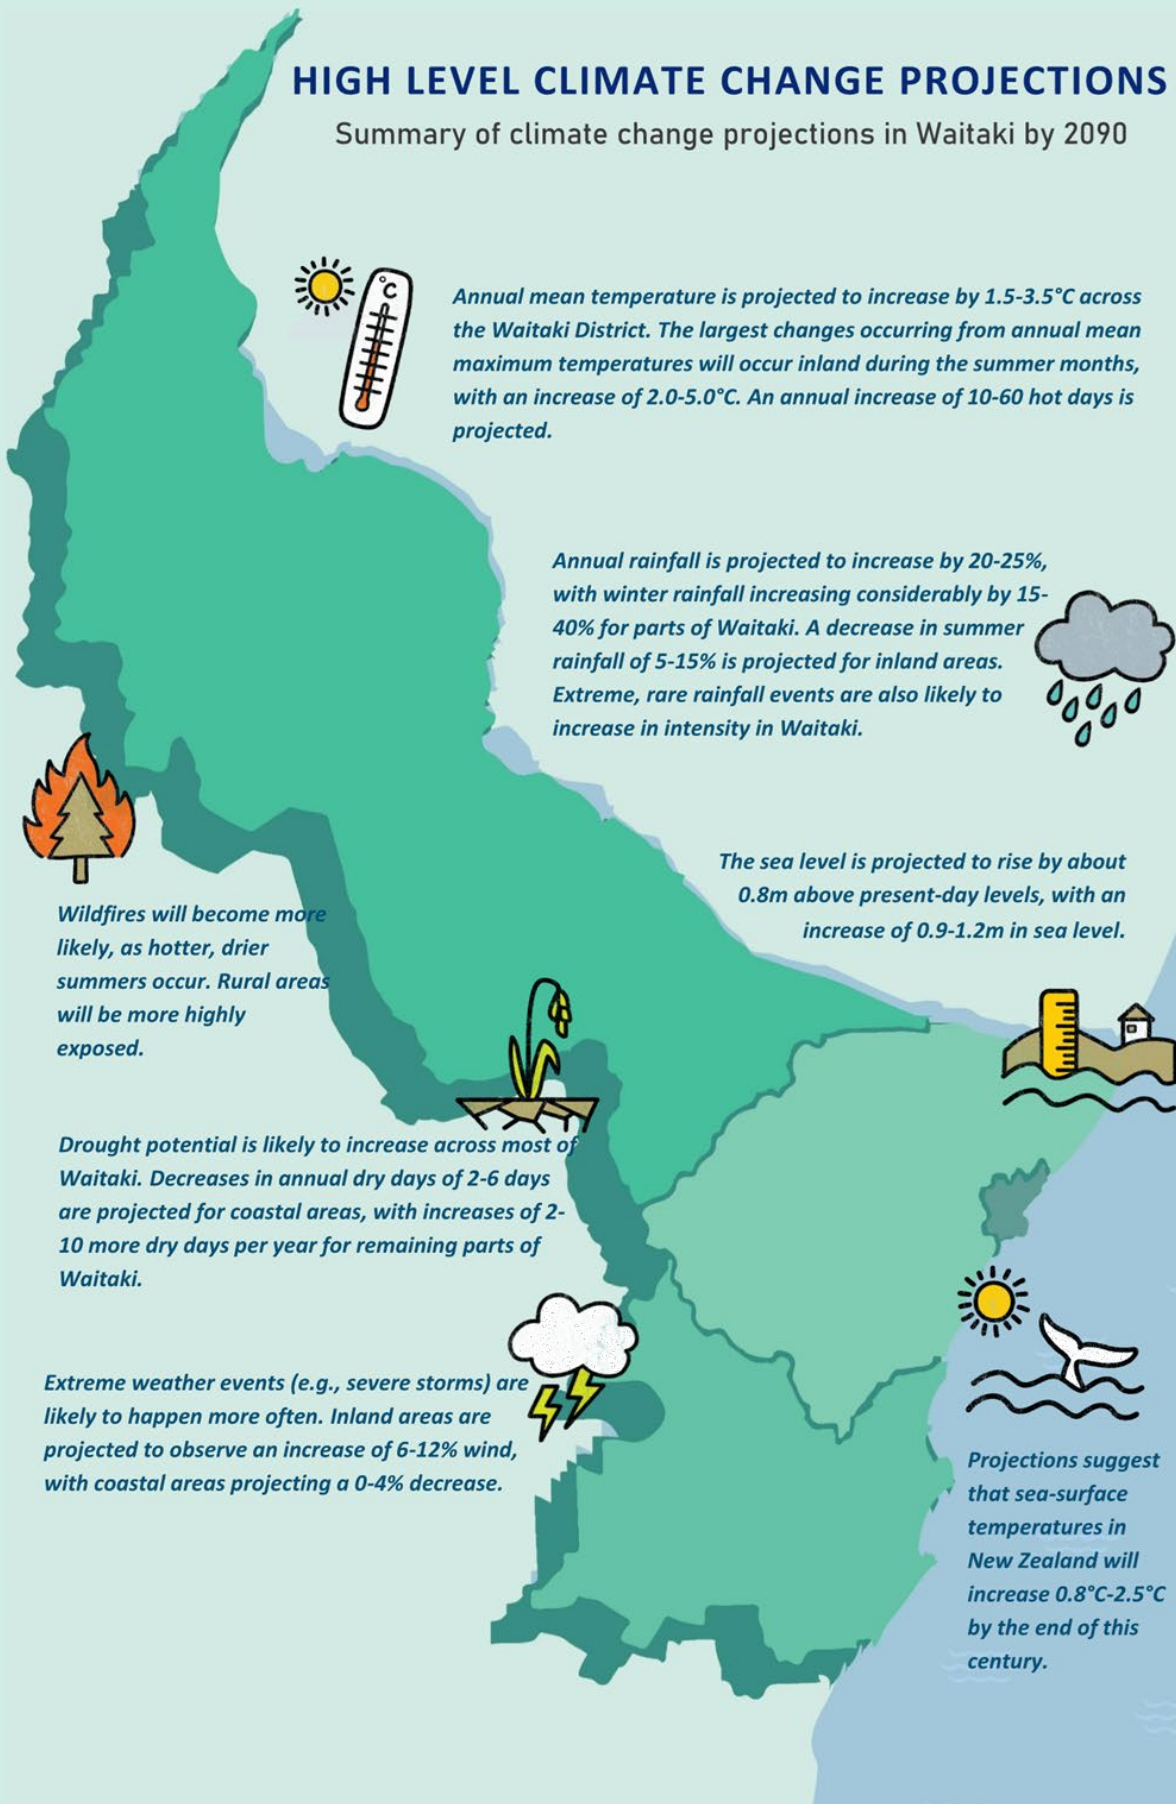 HIGH LEVEL CLIMATE CHANGE PROJECTIONS
Summary of climate change projections in Waitaki by 2090
°C
Annual mean temperature is projected to increase by 1.5-3.5°C across
the Waitaki District. The largest changes occurring from annual mean
maximum temperatures will occur inland during the summer months,
with an increase of 2.0-5.0°C. An annual increase of 10-60 hot days is
projected.
Annual rainfall is projected to increase by 20-25%,
with winter rainfall increasing considerably by 15-
40% for parts of Waitaki. A decrease in summer
rainfall of 5-15% is projected for inland areas.
Extreme, rare rainfall events are also likely to
increase in intensity in Waitaki.
The sea level is projected to rise by about
0.8m above present-day levels, with an
increase of 0.9-1.2m in sea level.
Wildfires will become more
likely, as hotter, drier
summers occur. Rural areas
will be more highly
exposed.
Drought potential is likely to increase across most of
Waitaki. Decreases in annual dry days of 2-6 days
are projected for coastal areas, with increases of 2-
10 more dry days per year for remaining parts of
Waitaki.
Extreme weather events (e.g., severe storms) are
likely to happen more often. Inland areas are
projected to observe an increase of 6-12% wind,
with coastal areas projecting a 0-4% decrease.
Projections suggest
that sea-surface
temperatures in
New Zealand will
increase 0.8°C-2.5°C
by the end of this
century.